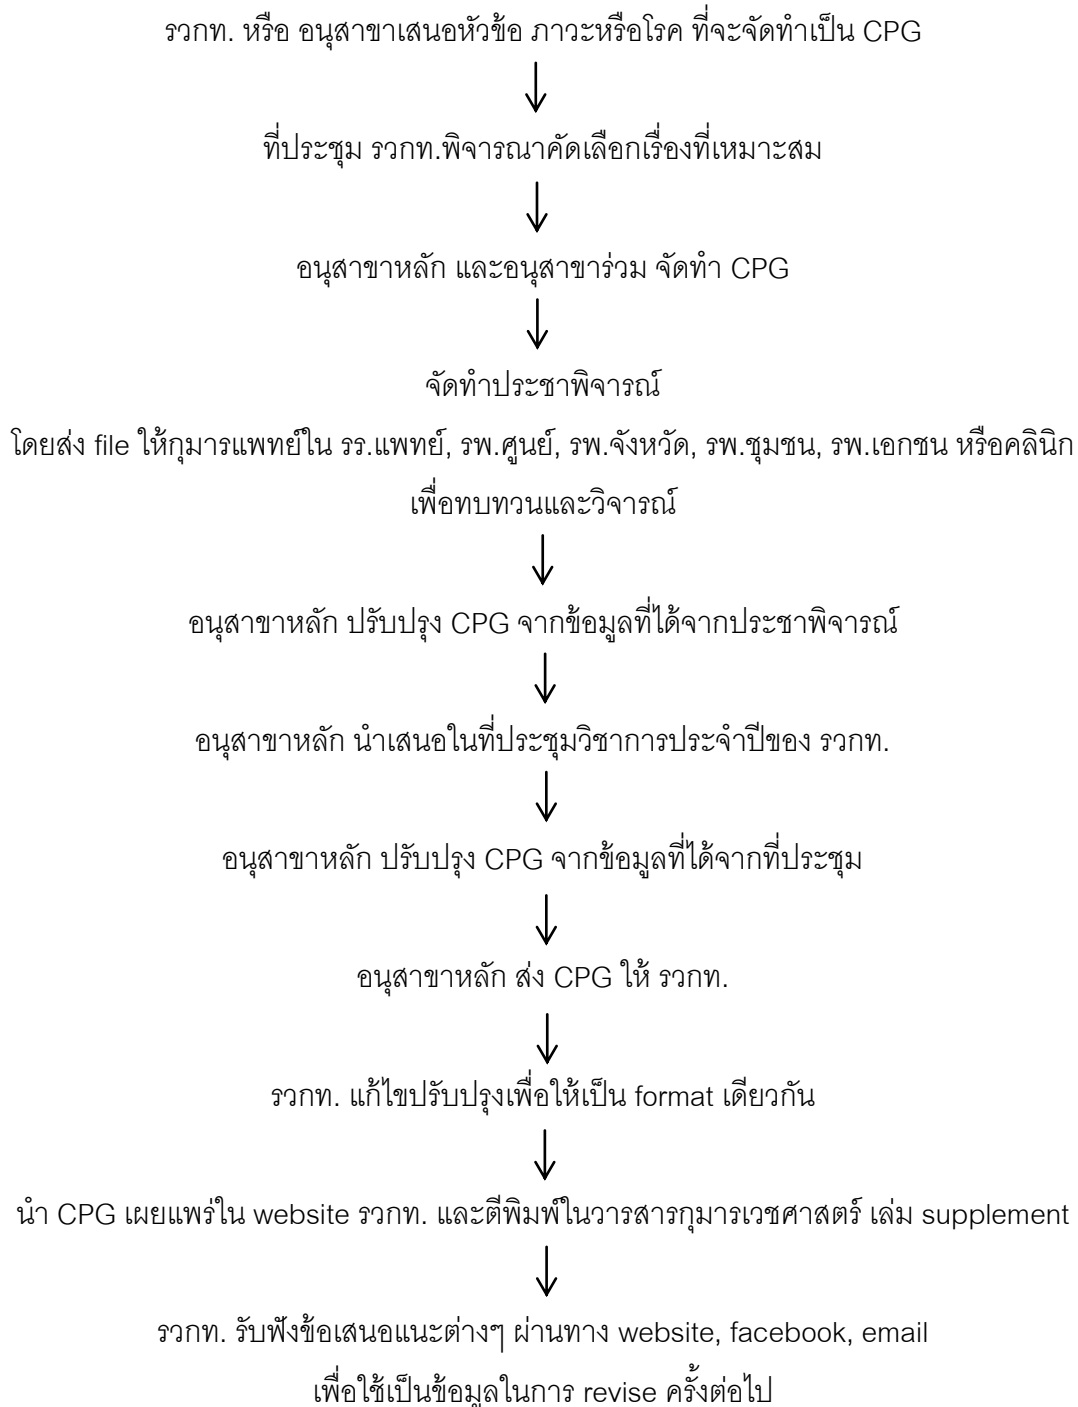 รวกท. หรือ อนุสาขาเสนอหัวข้อ ภาวะหรือโรค ที่จะจัดทำเป็น CPG
ที่ประชุม รวกท.พิจารณาคัดเลือกเรื่องที่เหมาะสม
อนุสาขาหลัก และอนุสาขาร่วม จัดทำ CPG
จัดทำประชาพิจารณ์
โดยส่ง file ให้กุมารแพทย์ใน รร.แพทย์, รพ.ศูนย์, รพ.จังหวัด, รพ.ชุมชน, รพ.เอกชน หรือคลินิก
เพื่อทบทวนและวิจารณ์
อนุสาขาหลัก ปรับปรุง CPG จากข้อมูลที่ได้จากประชาพิจารณ์
อนุสาขาหลัก นำเสนอในที่ประชุมวิชาการประจำปีของ รวกท.
อนุสาขาหลัก ปรับปรุง CPG จากข้อมูลที่ได้จากที่ประชุม
อนุสาขาหลัก ส่ง CPG ให้ รวกท.
รวกท. แก้ไขปรับปรุงเพื่อให้เป็น format เดียวกัน
นำ CPG เผยแพร่ใน website รวกท. และตีพิมพ์ในวารสารกุมารเวชศาสตร์ เล่ม supplement
รวกท. รับฟังข้อเสนอแนะต่างๆ ผ่านทาง website, facebook, email
เพื่อใช้เป็นข้อมูลในการ revise ครั้งต่อไป